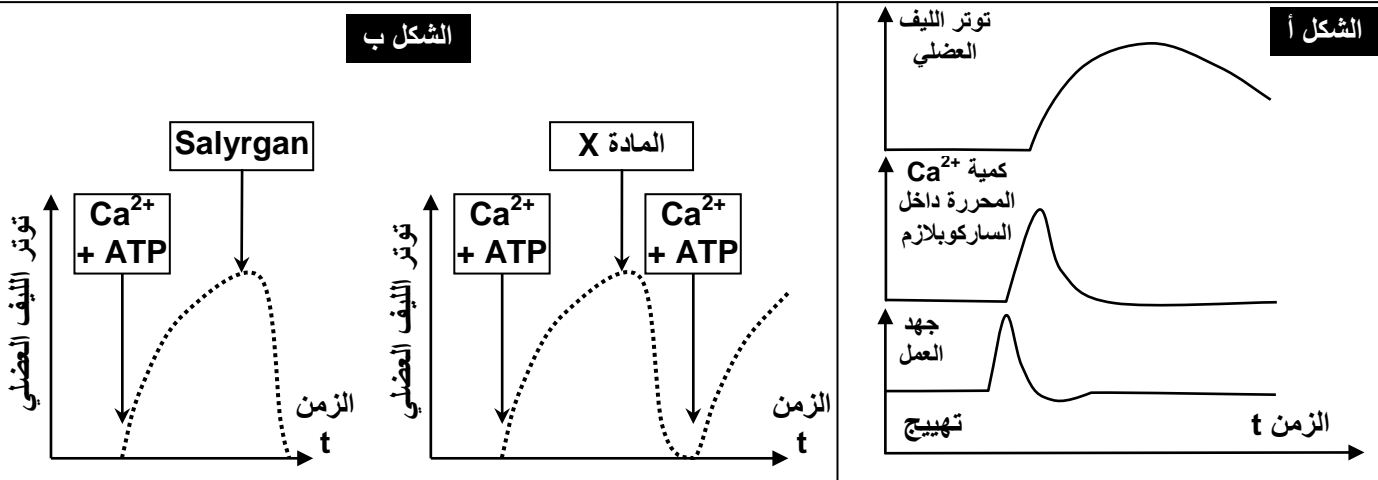 الشكل أ
توتر الليف
العضلي
كمية Ca²⁺
المحررة داخل
الساركوبلازم
جهد
العمل
تهييج
الزمن t
الشكل ب
المادة X
Ca²⁺
+ ATP
Ca²⁺
+ ATP
توتر الليف العضلي
الزمن
t
Salyrgan
Ca²⁺
+ ATP
توتر الليف العضلي
الزمن
t